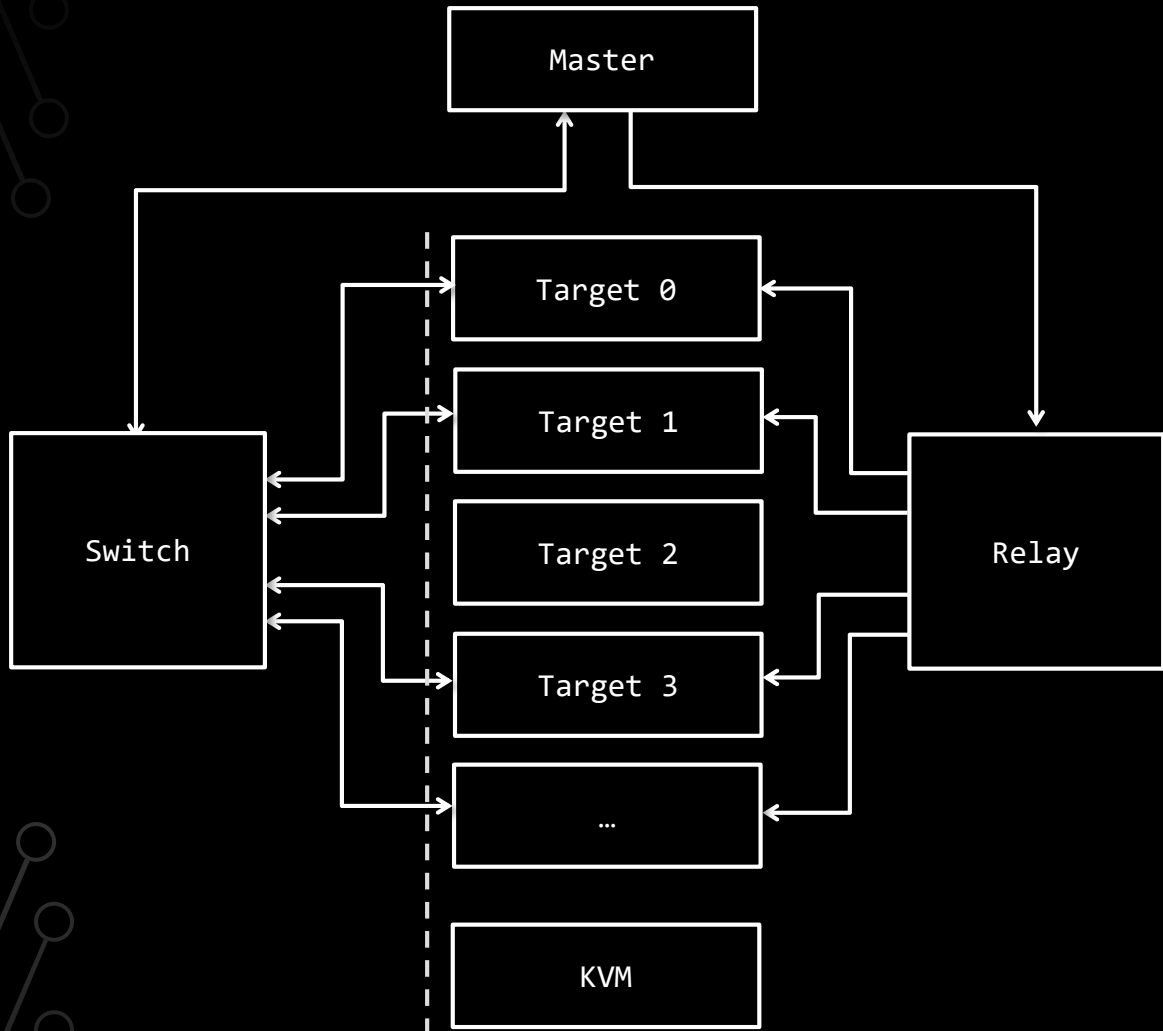 Master
Target 0
Target 1
Switch
Target 2
Relay
Target 3
…
KVM